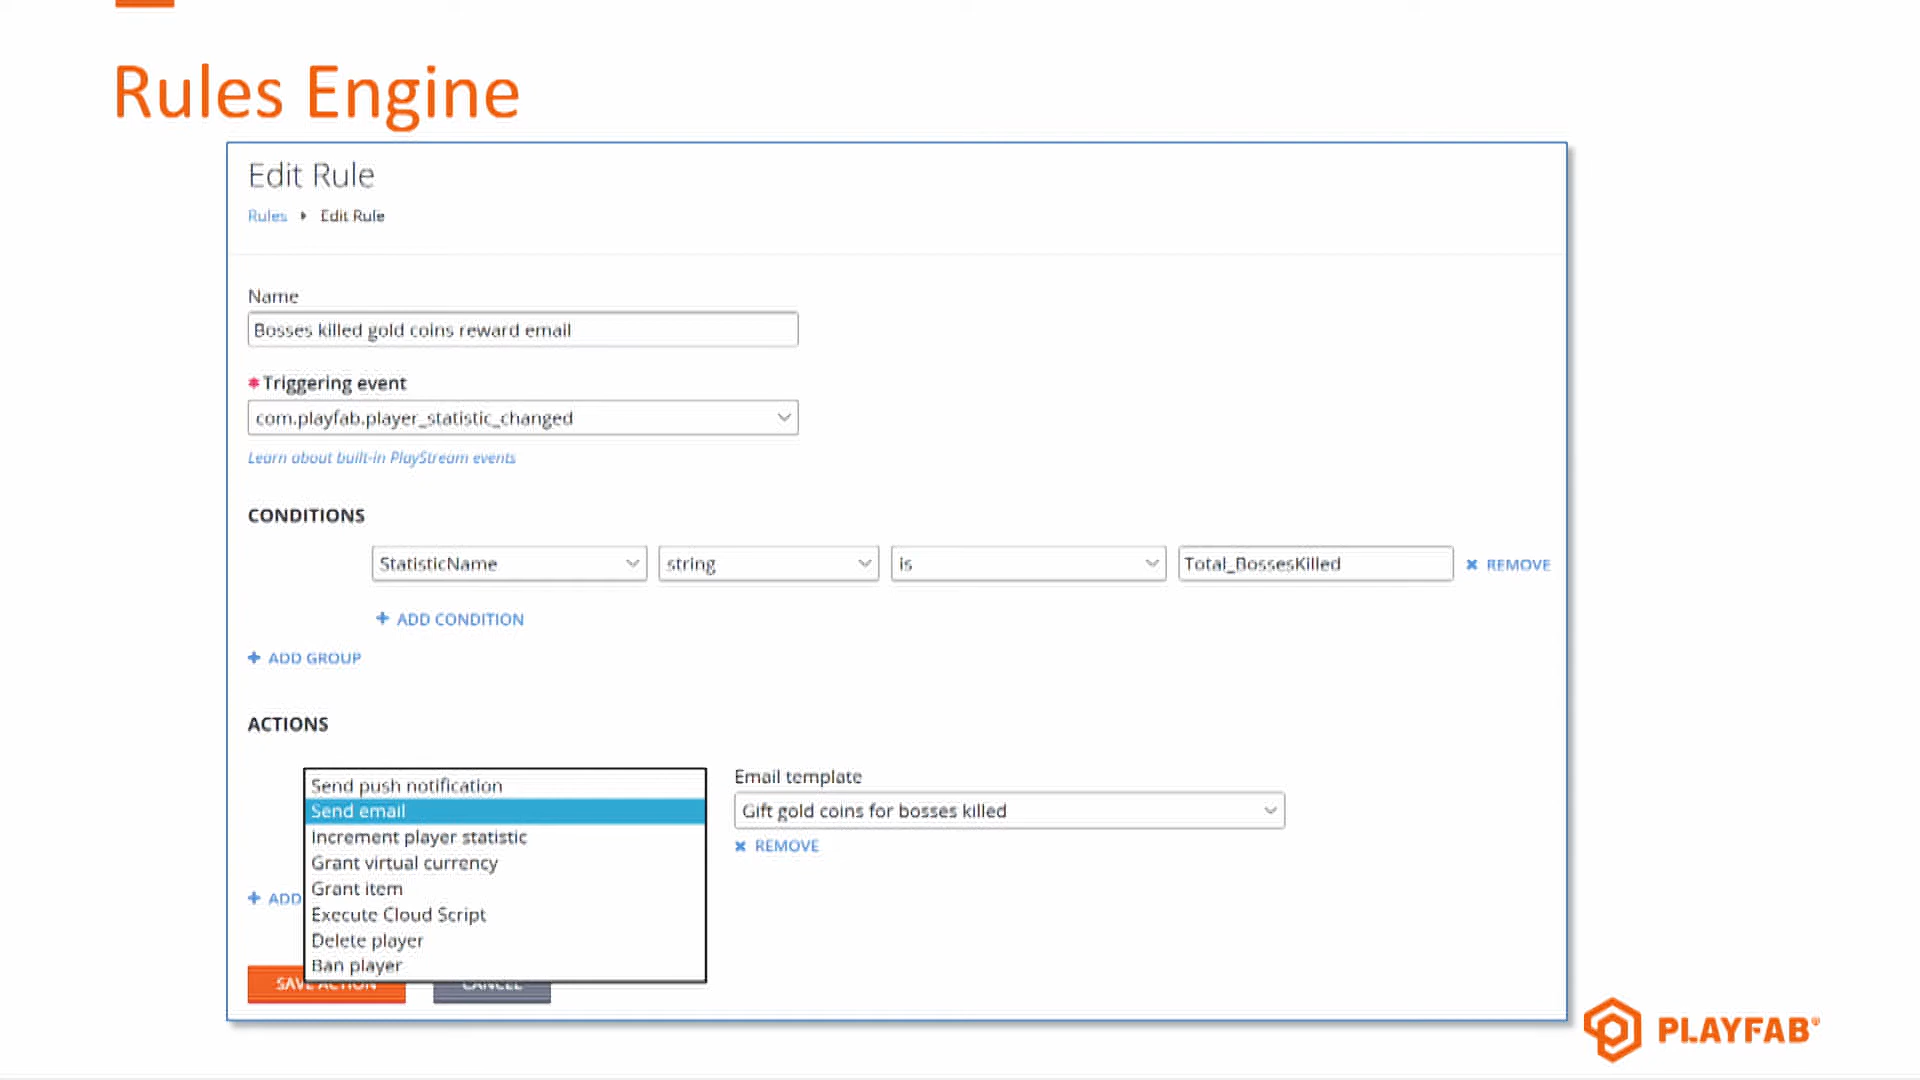 Rules Engine
Edit Rule
Rules Edit Rule
Name
Bosses killed gold coins reward email
* Triggering event
com.playfab.player_statistic_changed
Learn about built-in PlayStream events
CONDITIONS
StatisticName string is Total_BossesKilled × REMOVE
+ ADD CONDITION
+ ADD GROUP
ACTIONS
Send push notification
Send email
Increment player statistic
Grant virtual currency
Grant item
Execute Cloud Script
Delete player
Ban player
Email template
Gift gold coins for bosses killed
× REMOVE
+ ADD
SAVE ACTION CANCEL
PLAYFAB®